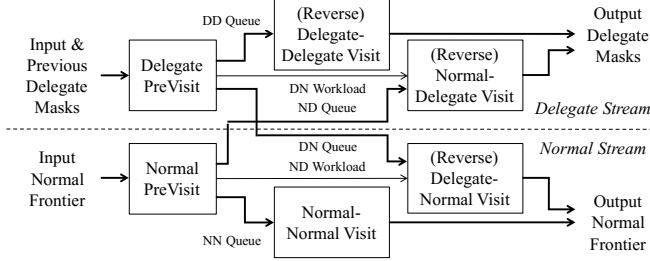 DD Queue
(Reverse)
Delegate-
Delegate Visit
Output
Delegate
Masks
Input &
Previous
Delegate
Masks
Delegate
PreVisit
(Reverse)
Normal-
Delegate Visit
DN Workload
ND Queue
Delegate Stream
Normal Stream
Input
Normal
Frontier
Normal
PreVisit
DN Queue
ND Workload
(Reverse)
Delegate-
Normal Visit
NN Queue
Normal-
Normal Visit
Output
Normal
Frontier